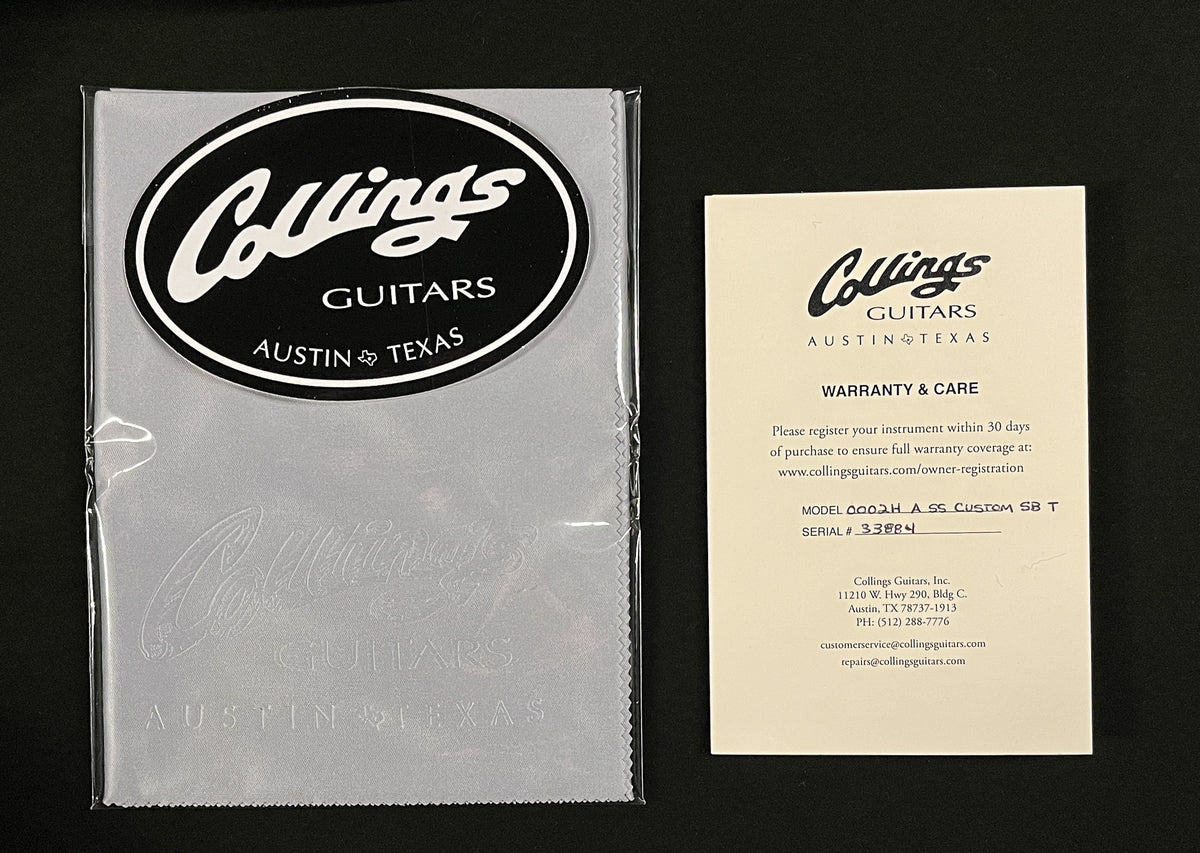 Collings
GUITARS
AUSTIN TEXAS
Collings
GUITARS
AUSTIN TEXAS
Collings
GUITARS
AUSTIN TEXAS
WARRANTY & CARE
Please register your instrument within 30 days
of purchase to ensure full warranty coverage at:
www.collingsguitars.com/owner-registration
MODEL 0002H A SS CUSTOM SB T
SERIAL # 33884
Collings Guitars, Inc.
11210 W. Hwy 290, Bldg C.
Austin, TX 78737-1913
PH: (512) 288-7776
customerservice@collingsguitars.com
repairs@collingsguitars.com